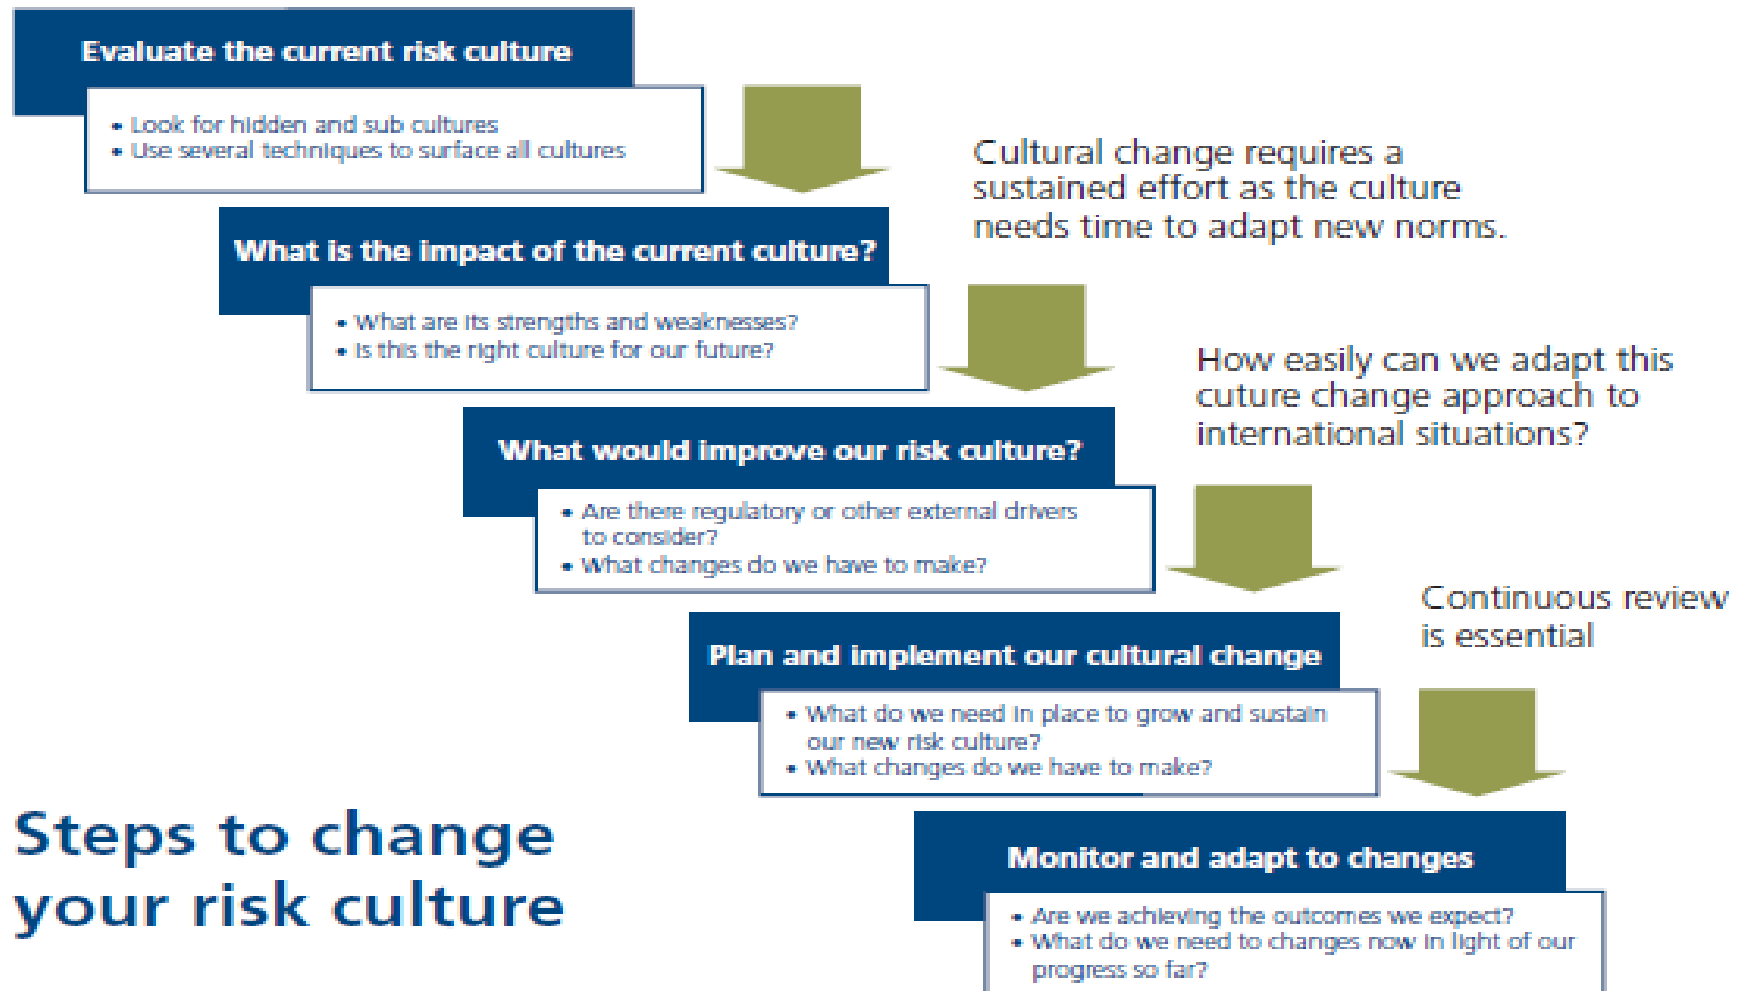 Evaluate the current risk culture
• Look for hidden and sub cultures
• Use several techniques to surface all cultures
Cultural change requires a
sustained effort as the culture
needs time to adapt new norms.
What is the impact of the current culture?
• What are its strengths and weaknesses?
• Is this the right culture for our future?
How easily can we adapt this
cuture change approach to
international situations?
What would improve our risk culture?
• Are there regulatory or other external drivers
to consider?
• What changes do we have to make?
Continuous review
is essential
Plan and implement our cultural change
• What do we need in place to grow and sustain
our new risk culture?
• What changes do we have to make?
Steps to change
your risk culture
Monitor and adapt to changes
• Are we achieving the outcomes we expect?
• What do we need to changes now in light of our
progress so far?